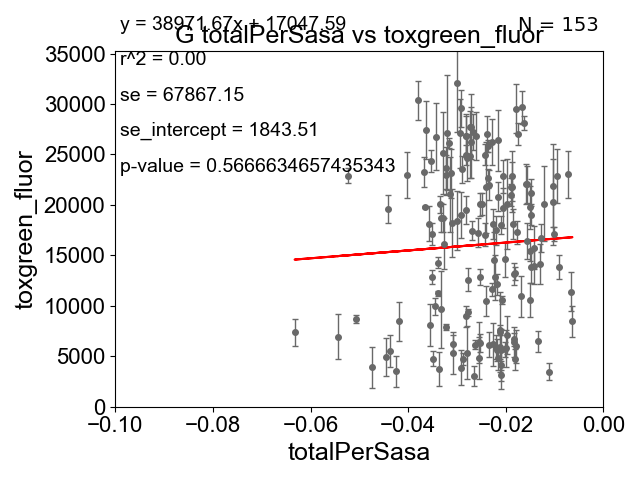 y = 38971.67x + 17047.59
N = 153
G totalPerSasa vs toxgreen_fluor
r^2 = 0.00
se = 67867.15
se_intercept = 1843.51
p-value = 0.5666634657435343
35000
30000
25000
20000
15000
10000
5000
0
toxgreen_fluor
−0.10
−0.08
−0.06
−0.04
−0.02
0.00
totalPerSasa